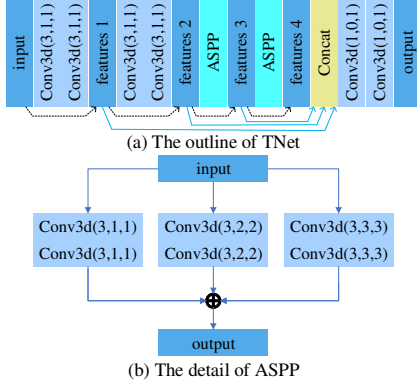 input
Conv3d(3,1,1)
Conv3d(3,1,1)
features 1
Conv3d(3,1,1)
Conv3d(3,1,1)
features 2
ASPP
features 3
ASPP
features 4
Concat
Conv3d(1,0,1)
Conv3d(1,0,1)
output
(a) The outline of TNet
input
Conv3d(3,1,1)
Conv3d(3,1,1)
Conv3d(3,2,2)
Conv3d(3,2,2)
Conv3d(3,3,3)
Conv3d(3,3,3)
output
(b) The detail of ASPP